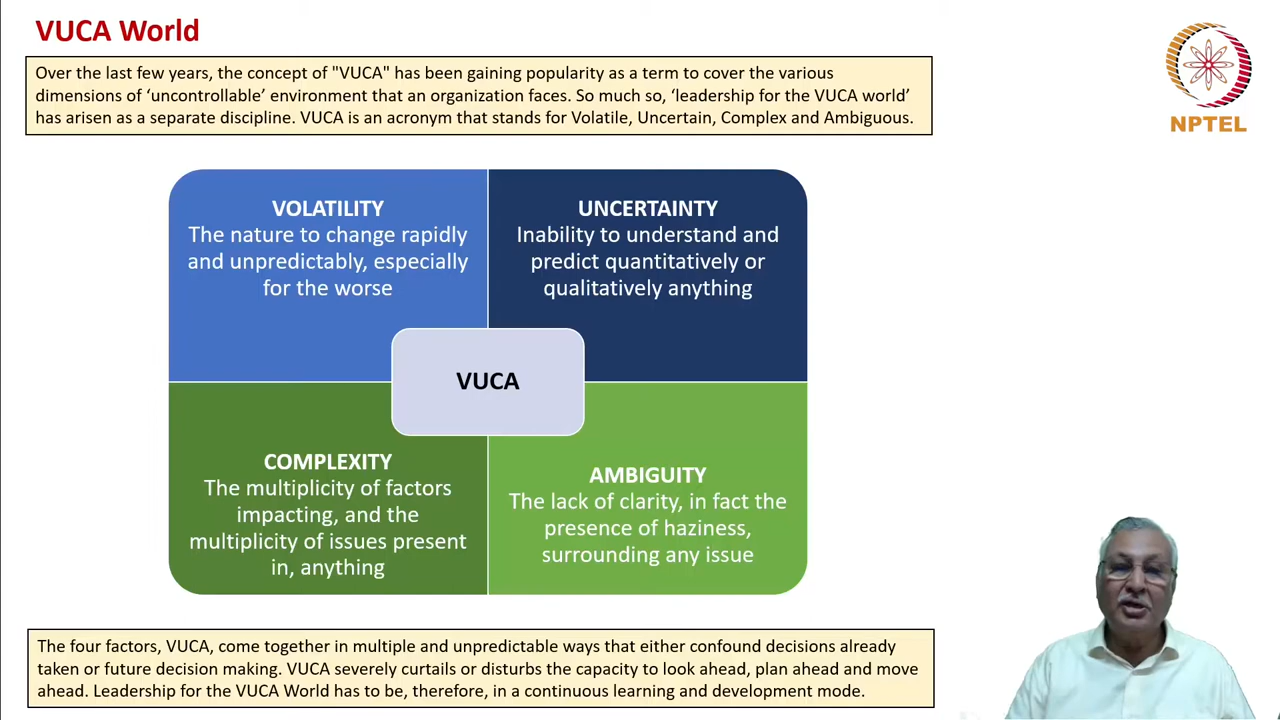 VUCA World
Over the last few years, the concept of "VUCA" has been gaining popularity as a term to cover the various
dimensions of ‘uncontrollable’ environment that an organization faces. So much so, ‘leadership for the VUCA world’
has arisen as a separate discipline. VUCA is an acronym that stands for Volatile, Uncertain, Complex and Ambiguous.
NPTEL
VOLATILITY
The nature to change rapidly
and unpredictably, especially
for the worse
UNCERTAINTY
Inability to understand and
predict quantitatively or
qualitatively anything
VUCA
COMPLEXITY
The multiplicity of factors
impacting, and the
multiplicity of issues present
in, anything
AMBIGUITY
The lack of clarity, in fact the
presence of haziness,
surrounding any issue
The four factors, VUCA, come together in multiple and unpredictable ways that either confound decisions already
taken or future decision making. VUCA severely curtails or disturbs the capacity to look ahead, plan ahead and move
ahead. Leadership for the VUCA World has to be, therefore, in a continuous learning and development mode.